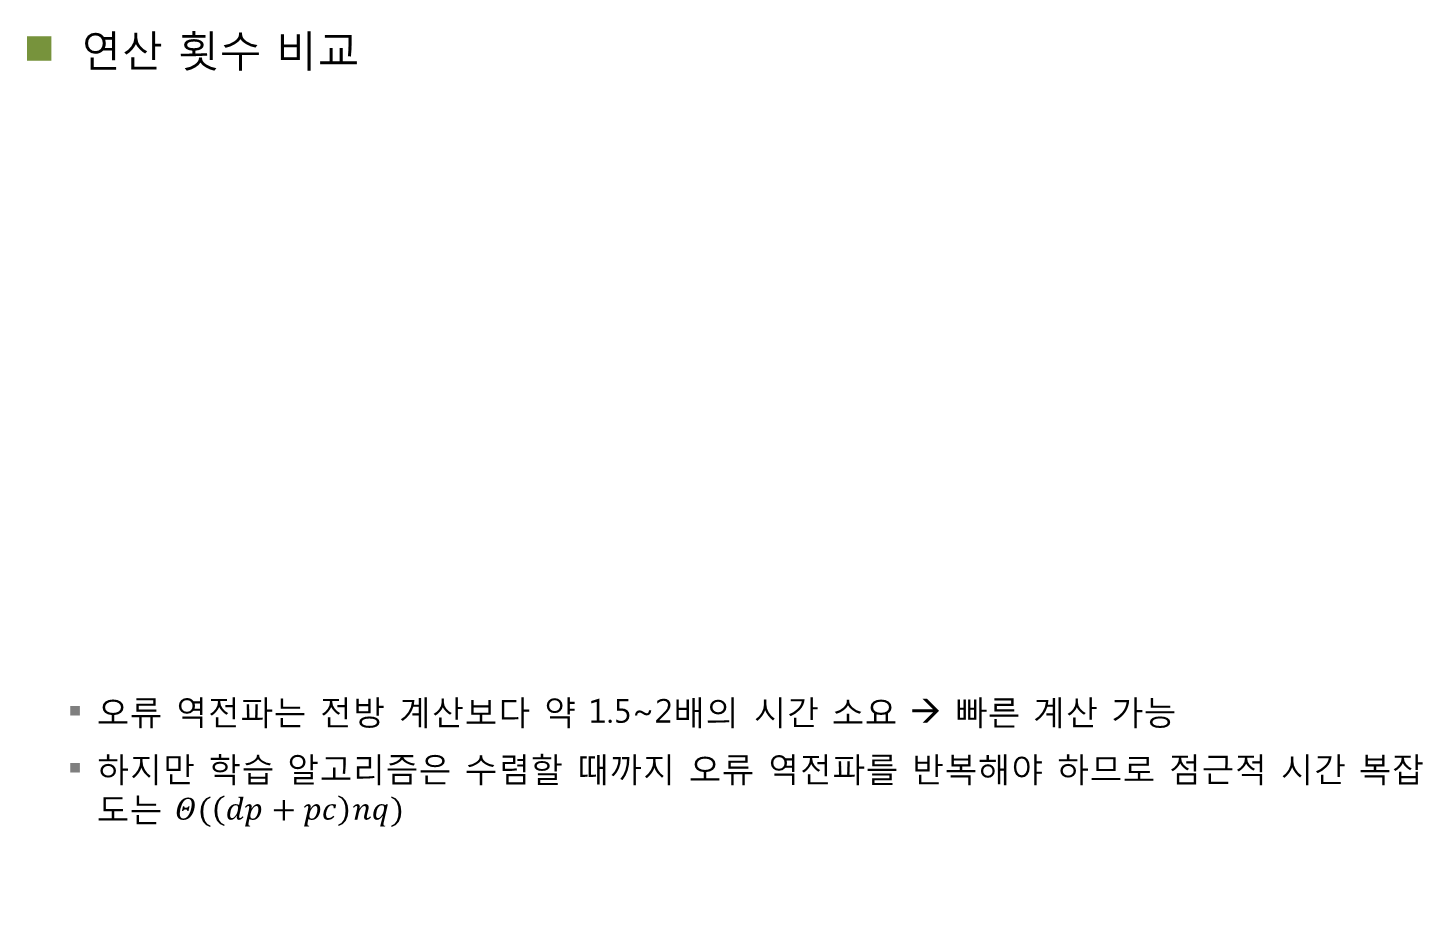 연산 횟수 비교
오류 역전파는 전방 계산보다 약 1.5~2배의 시간 소요 → 빠른 계산 가능
하지만 학습 알고리즘은 수렴할 때까지 오류 역전파를 반복해야 하므로 점근적 시간 복잡
도는 Θ((dp + pc)nq)